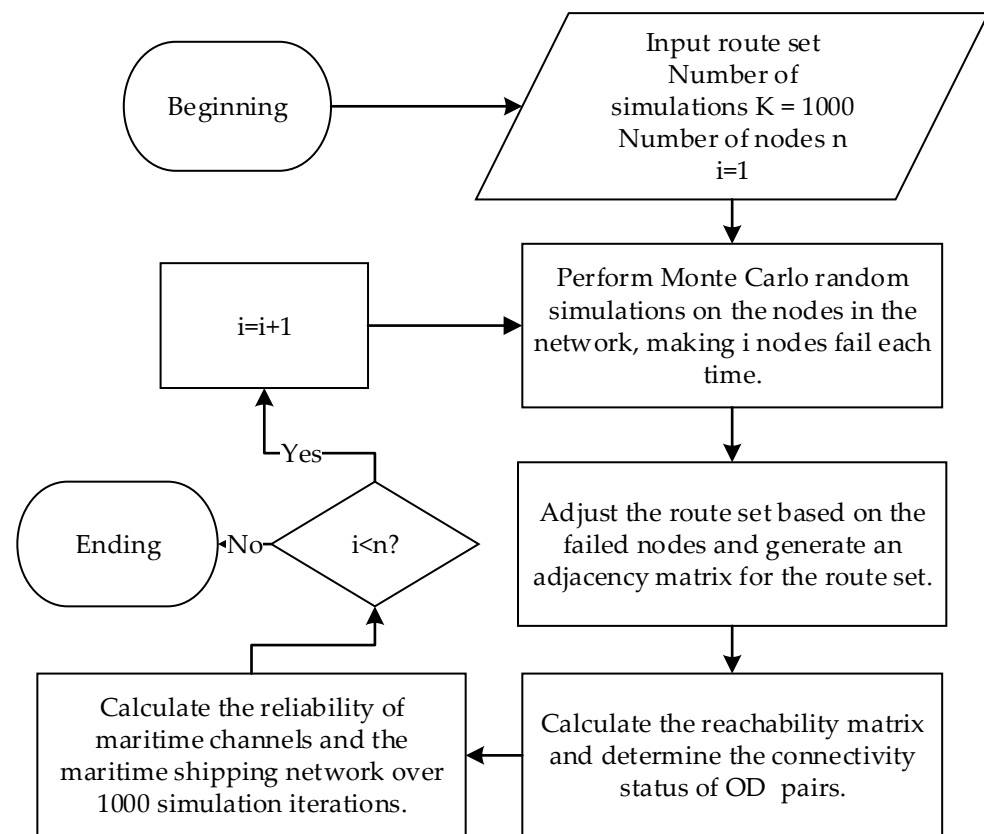 Beginning
Input route set
Number of
simulations K = 1000
Number of nodes n
i=1
Perform Monte Carlo random
simulations on the nodes in the
network, making i nodes fail each
time.
i=i+1
Adjust the route set based on the
failed nodes and generate an
adjacency matrix for the route set.
Yes
Ending
No
i<n?
Calculate the reachability matrix
and determine the connectivity
status of OD pairs.
Calculate the reliability of
maritime channels and the
maritime shipping network over
1000 simulation iterations.